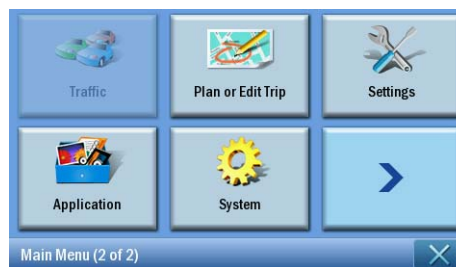 Traffic
Plan or Edit Trip
Settings
Application
System
Main Menu (2 of 2)